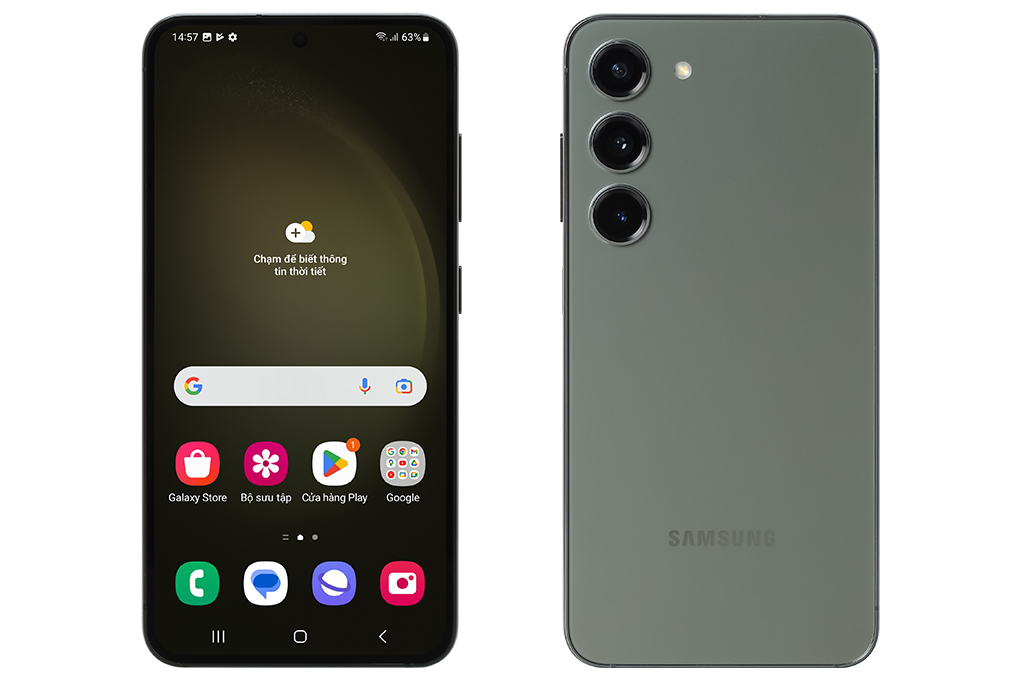 14:57
63%
Chạm để biết thông
tin thời tiết
1
Galaxy Store
Bộ sưu tập
Cửa hàng Play
Google
SAMSUNG